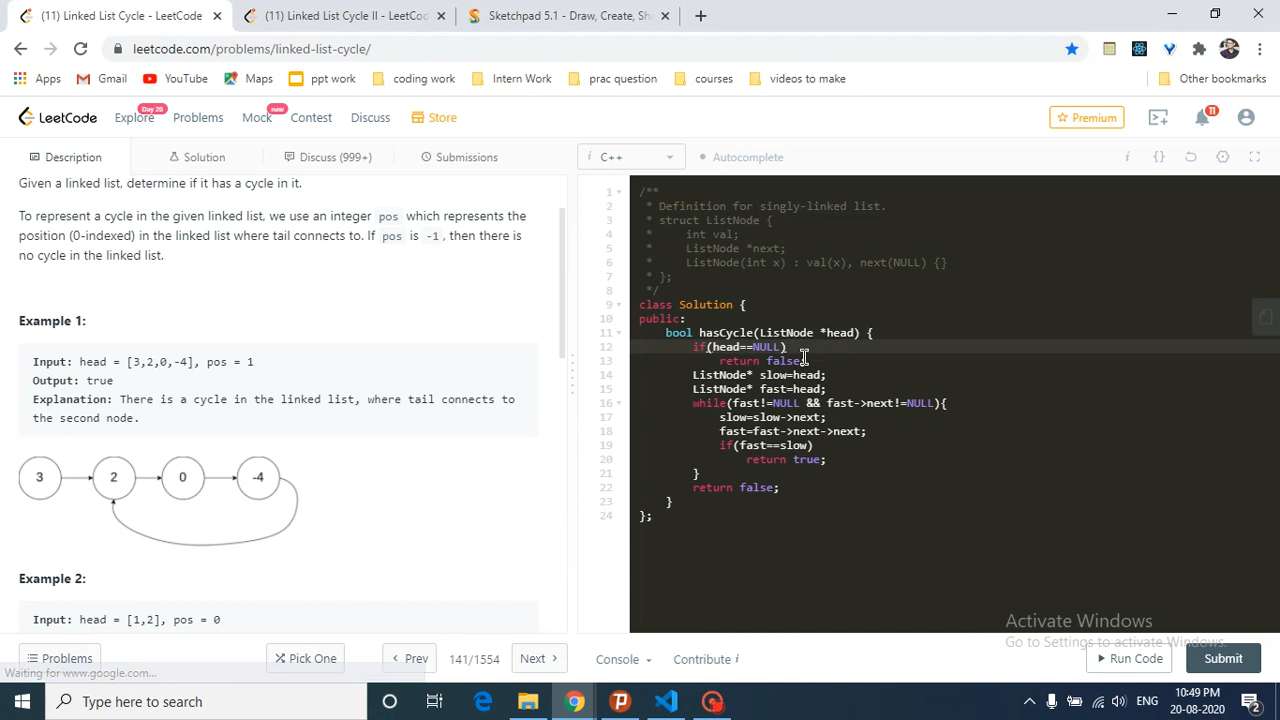 (11) Linked List Cycle - LeetCode
(11) Linked List Cycle II - LeetCod
Sketchpad 5.1 - Draw, Create, Sh
leetcode.com/problems/linked-list-cycle/
Apps
Gmail
YouTube
Maps
ppt work
coding work
Intern Work
prac question
courses
videos to make
Other bookmarks
LeetCode
Explore
Day 20
Problems
Mock
new
Contest
Discuss
Store
Premium
11
Description
Solution
Discuss (999+)
Submissions
i C++
Autocomplete
i {}
Given a linked list, determine if it has a cycle in it.
To represent a cycle in the given linked list, we use an integer pos which represents the
position (0-indexed) in the linked list where tail connects to. If pos is -1, then there is
no cycle in the linked list.
Example 1:
Input: head = [3,2,0,-4], pos = 1
Output: true
Explanation: There is a cycle in the linked list, where tail connects to
the second node.
3 2 0 -4
Example 2:
Input: head = [1,2], pos = 0
1 /**
2 * Definition for singly-linked list.
3 * struct ListNode {
4 * int val;
5 * ListNode *next;
6 * ListNode(int x) : val(x), next(NULL) {}
7 * };
8 */
9 class Solution {
10 public:
11 bool hasCycle(ListNode *head) {
12 if(head==NULL)
13 return false;
14 ListNode* slow=head;
15 ListNode* fast=head;
16 while(fast!=NULL && fast->next!=NULL){
17 slow=slow->next;
18 fast=fast->next->next;
19 if(fast==slow)
20 return true;
21 }
22 return false;
23 }
24 };
Activate Windows
Go to Settings to activate Windows.
Problems
Pick One
Prev
141/1554
Next
Console
Contribute i
Run Code
Submit
Waiting for www.google.com...
Type here to search
ENG
10:49 PM
20-08-2020
2